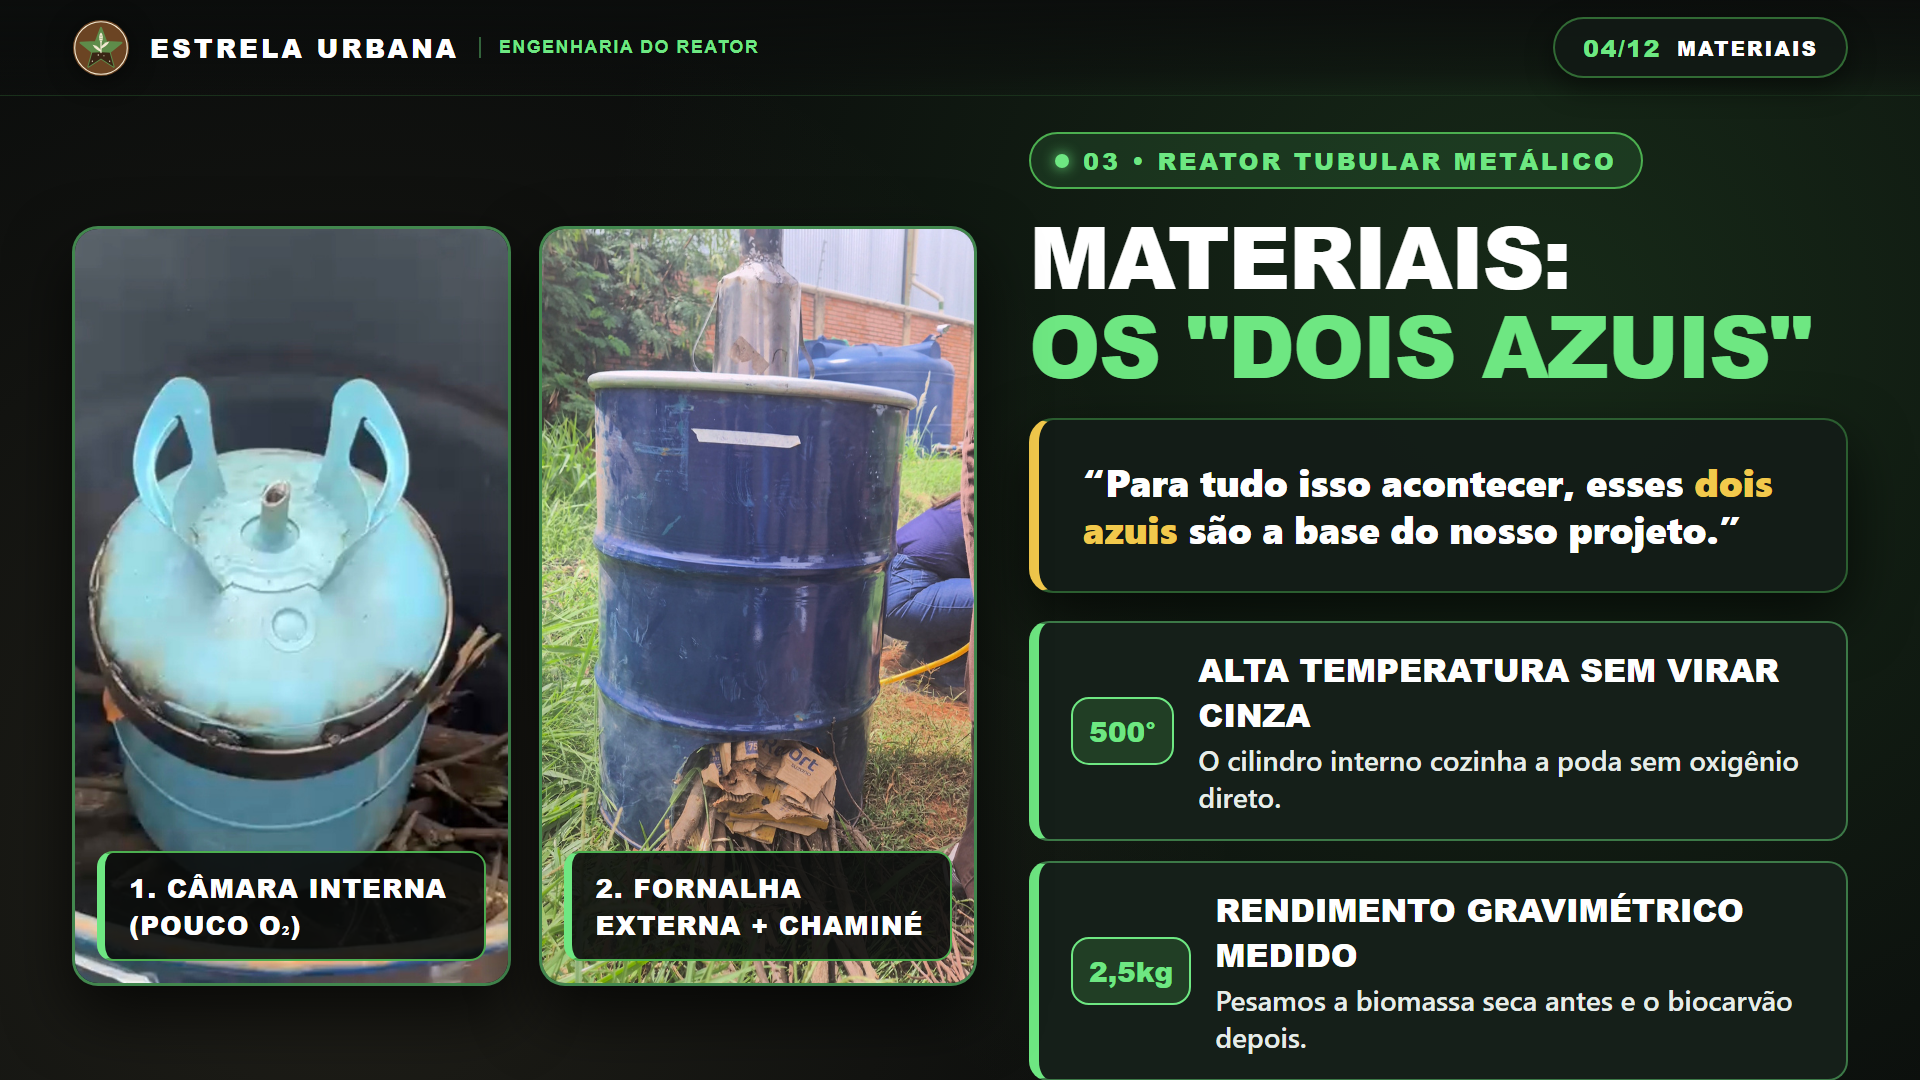 ESTRELA URBANA
ENGENHARIA DO REATOR
04/12 MATERIAIS
03 • REATOR TUBULAR METÁLICO
MATERIAIS:
OS "DOIS AZUIS"
“Para tudo isso acontecer, esses dois
azuis são a base do nosso projeto.”
500°
ALTA TEMPERATURA SEM VIRAR
CINZA
O cilindro interno cozinha a poda sem oxigênio
direto.
2,5kg
RENDIMENTO GRAVIMÉTRICO
MEDIDO
Pesamos a biomassa seca antes e o biocarvão
depois.
1. CÂMARA INTERNA
(POUCO O₂)
2. FORNALHA
EXTERNA + CHAMINÉ